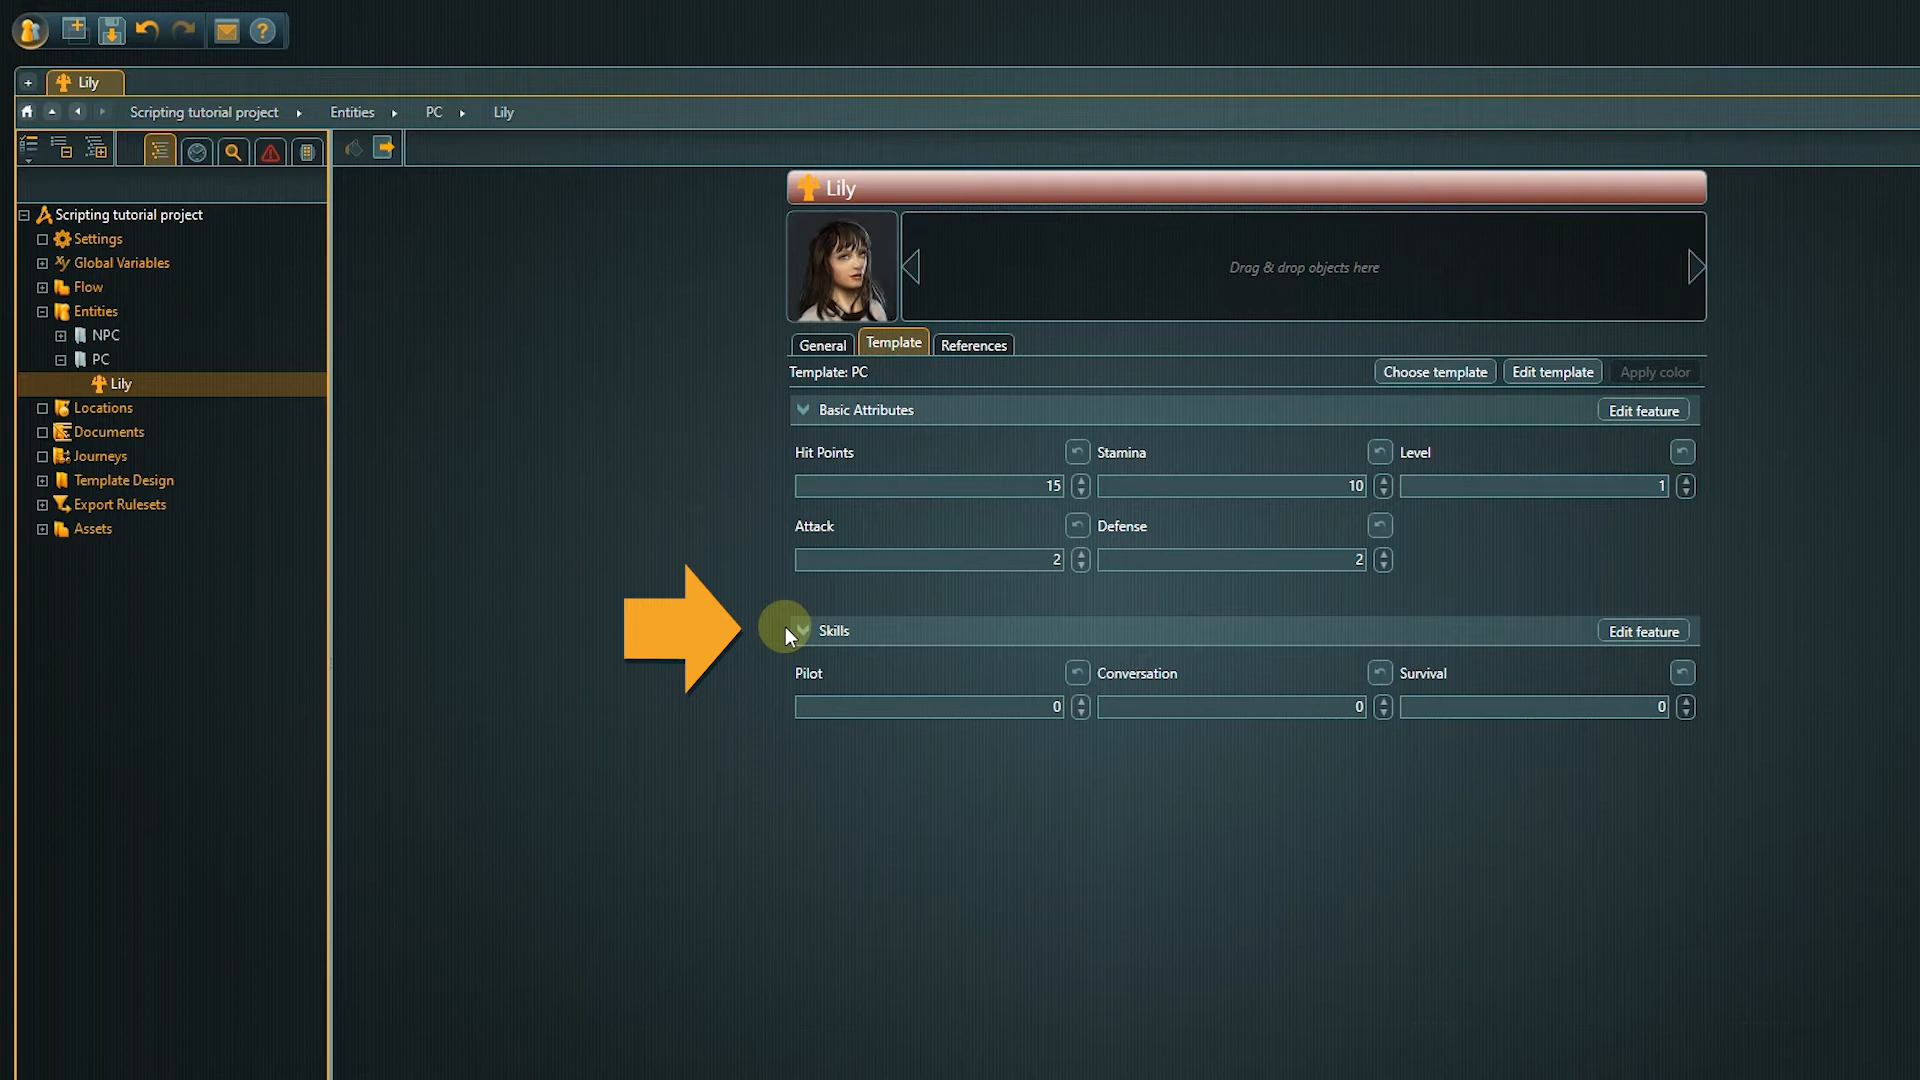 Lily
Scripting tutorial project
Entities
PC
Lily
Scripting tutorial project
Settings
Global Variables
Flow
Entities
NPC
PC
Lily
Locations
Documents
Journeys
Template Design
Export Rulesets
Assets
Lily
Drag & drop objects here
General
Template
References
Template: PC
Choose template
Edit template
Apply color
Basic Attributes
Edit feature
Hit Points
Stamina
Level
15
10
1
Attack
Defense
2
2
Skills
Edit feature
Pilot
Conversation
Survival
0
0
0